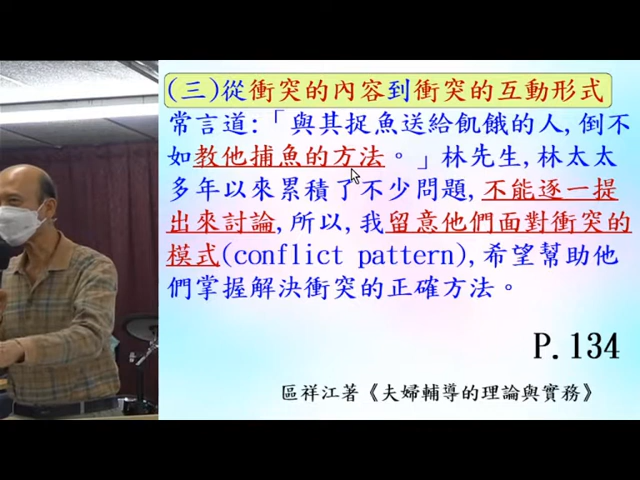 (三)從衝突的內容到衝突的互動形式
常言道:「與其捉魚送給飢餓的人,倒不
如教他捕魚的方法。」林先生,林太太
多年以來累積了不少問題,不能逐一提
出來討論,所以,我留意他們面對衝突的
模式(conflict pattern),希望幫助他
們掌握解決衝突的正確方法。
P.134
區祥江著《夫婦輔導的理論與實務》